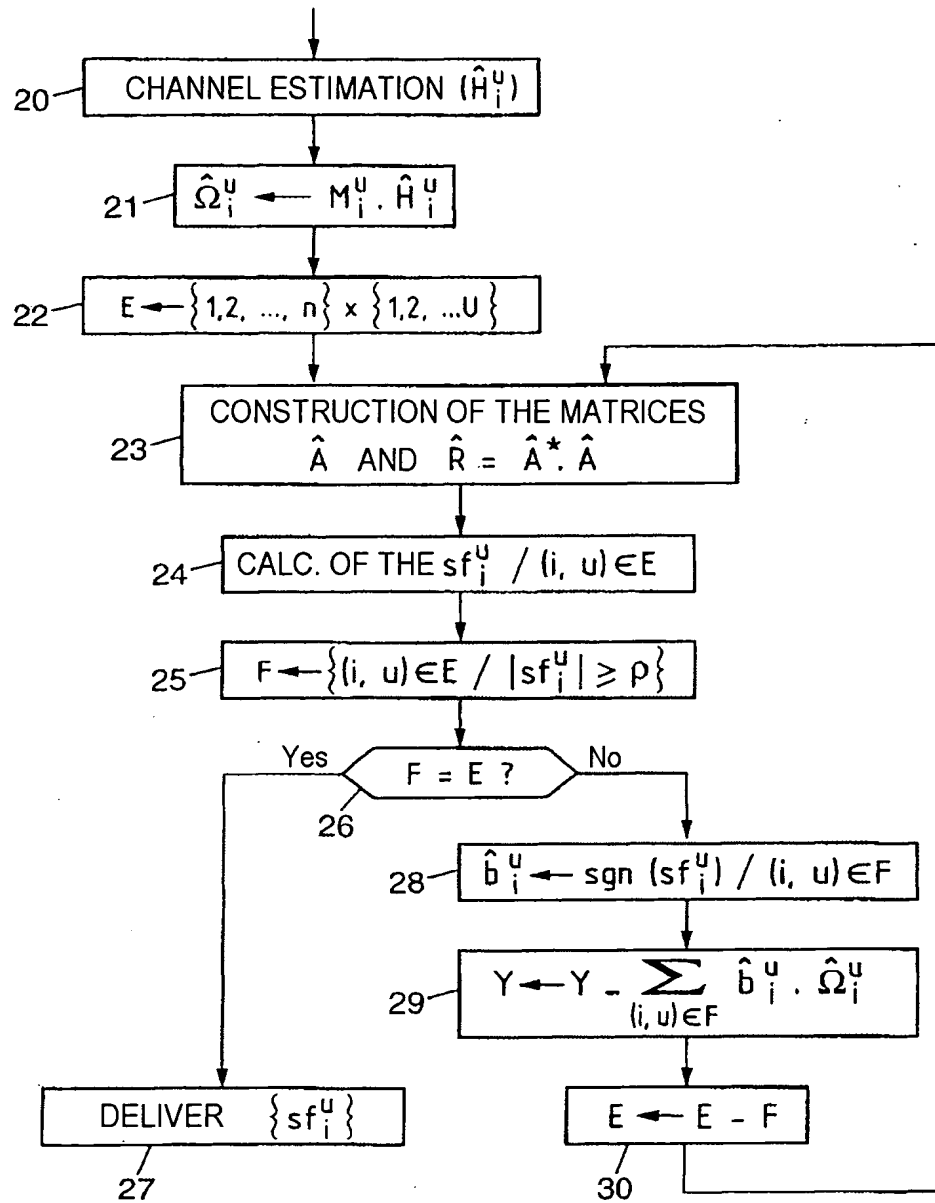 20 CHANNEL ESTIMATION (Ĥᵢᵁ)
21 Ω̂ᵢᵁ ← Mᵢᵁ . Ĥᵢᵁ
22 E ← {1,2, ..., n} x {1,2, ...U}
CONSTRUCTION OF THE MATRICES
23 Â AND R̂ = Â* . Â
24 CALC. OF THE sfᵢᵁ / (i, u) ∈ E
25 F ← {(i, u) ∈ E / |sfᵢᵁ| ⩾ ρ}
Yes F = E ? No
26
28 b̂ᵢᵁ ← sgn (sfᵢᵁ) / (i, u) ∈ F
29 Y ← Y - ∑ b̂ᵢᵁ . Ω̂ᵢᵁ
(i, u) ∈ F
DELIVER {sfᵢᵁ} E ← E - F
27 30